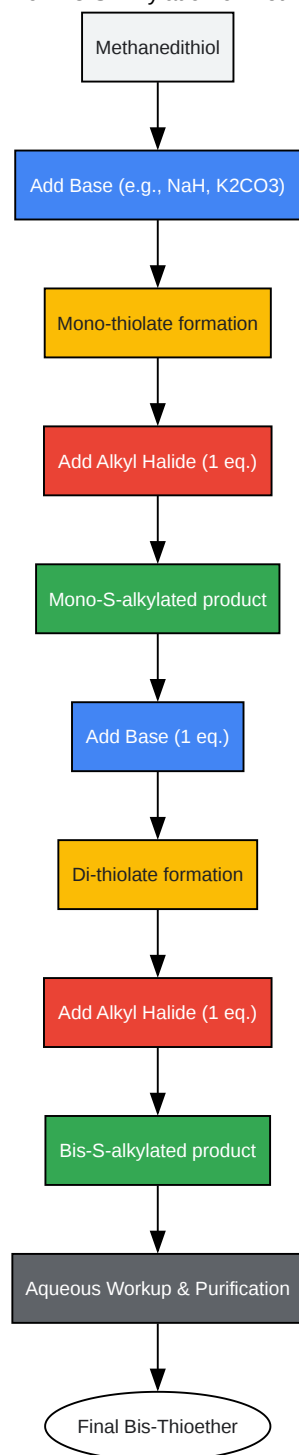 Methanedithiol
Add Base (e.g., NaH, K2CO3)
Mono-thiolate formation
Add Alkyl Halide (1 eq.)
Mono-S-alkylated product
Add Base (1 eq.)
Di-thiolate formation
Add Alkyl Halide (1 eq.)
Bis-S-alkylated product
Aqueous Workup & Purification
Final Bis-Thioether